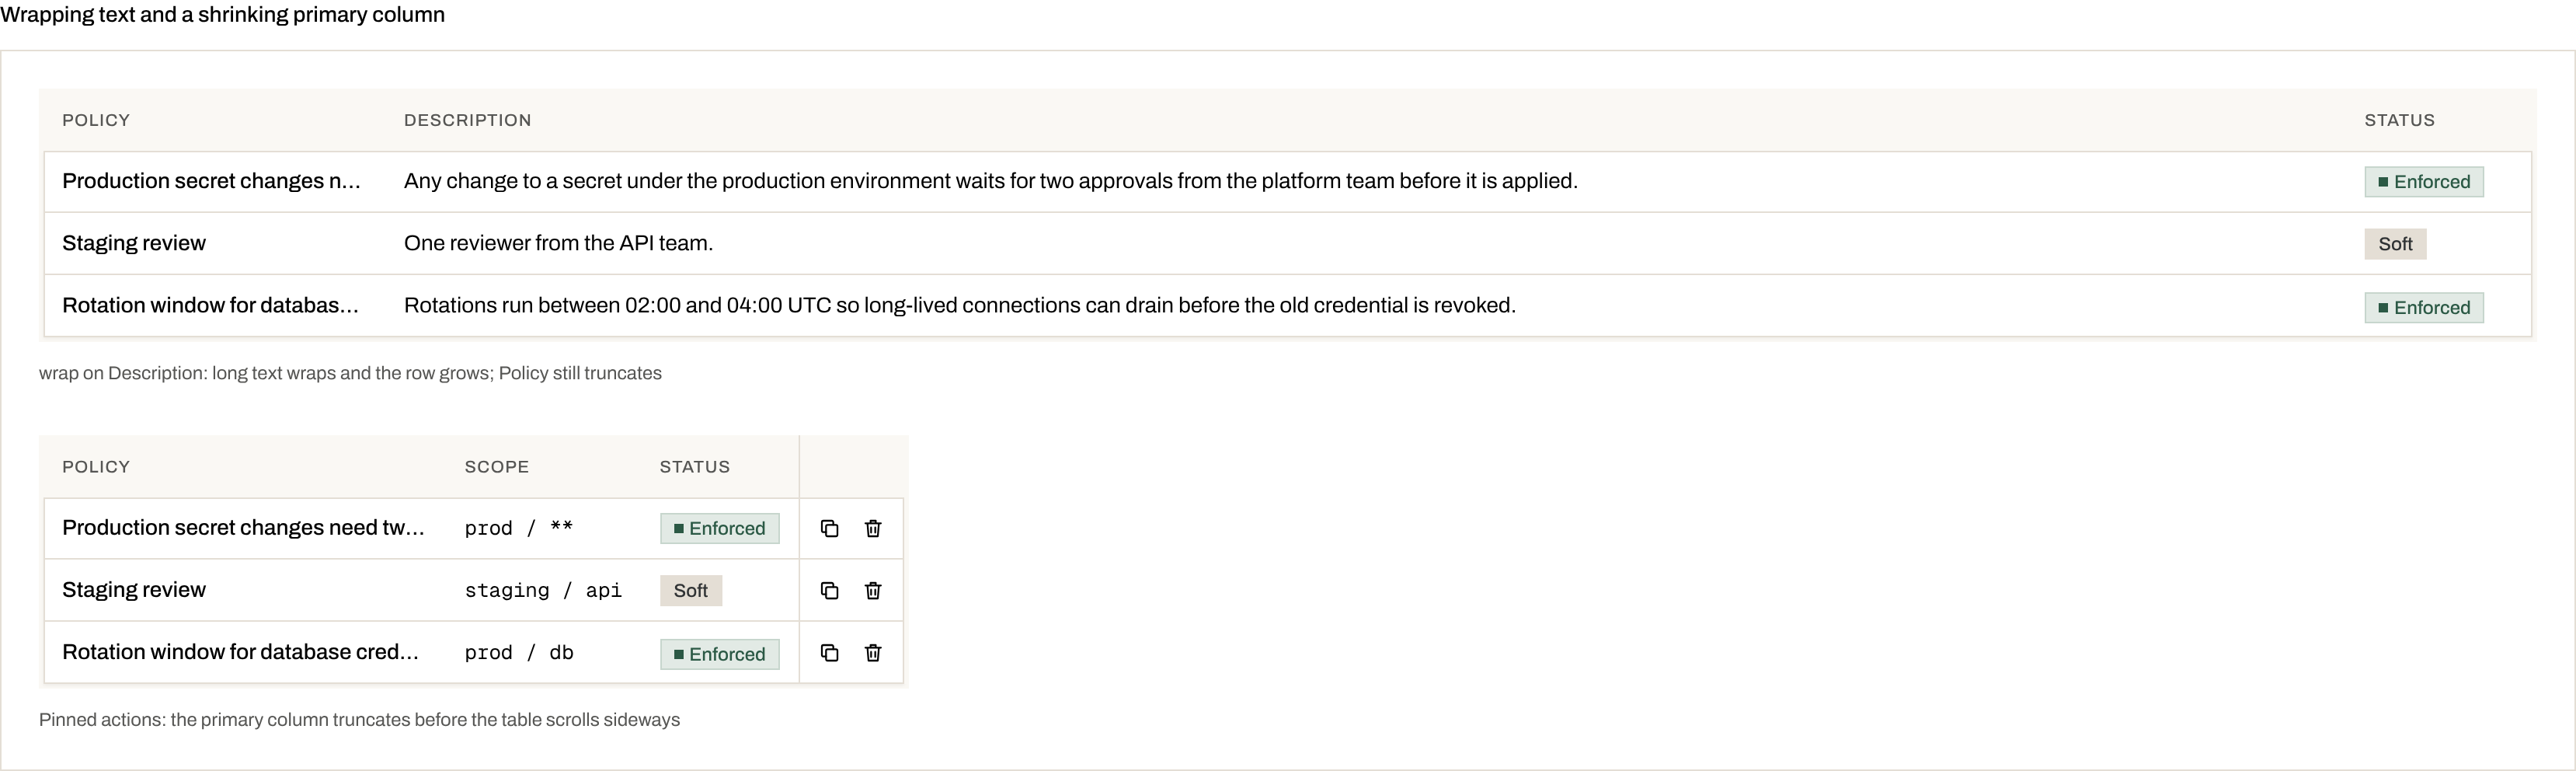 Wrapping text and a shrinking primary column
POLICY DESCRIPTION STATUS
Production secret changes n... Any change to a secret under the production environment waits for two approvals from the platform team before it is applied. Enforced
Staging review One reviewer from the API team. Soft
Rotation window for databas... Rotations run between 02:00 and 04:00 UTC so long-lived connections can drain before the old credential is revoked. Enforced
wrap on Description: long text wraps and the row grows; Policy still truncates
POLICY SCOPE STATUS
Production secret changes need tw... prod / ** Enforced
Staging review staging / api Soft
Rotation window for database cred... prod / db Enforced
Pinned actions: the primary column truncates before the table scrolls sideways